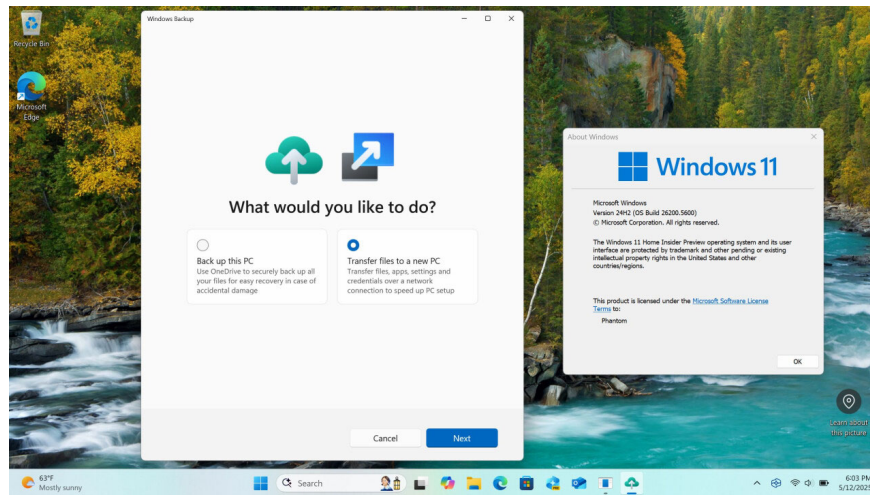 Recycle Bin
Microsoft
Edge
Windows Backup
What would you like to do?
Back up this PC
Use OneDrive to securely back up all
your files for easy recovery in case of
accidental damage
Transfer files to a new PC
Transfer files, apps, settings and
credentials over a network
connection to speed up PC setup
Cancel
Next
About Windows
Windows 11
Microsoft Windows
Version 24H2 (OS Build 26200.5600)
© Microsoft Corporation. All rights reserved.
The Windows 11 Home Insider Preview operating system and its user
interface are protected by trademark and other pending or existing
intellectual property rights in the United States and other
countries/regions.
This product is licensed under the Microsoft Software License
Terms to:
Phantom
OK
Learn about
this picture
63°F
Mostly sunny
Search
6:03 PM
5/12/2025